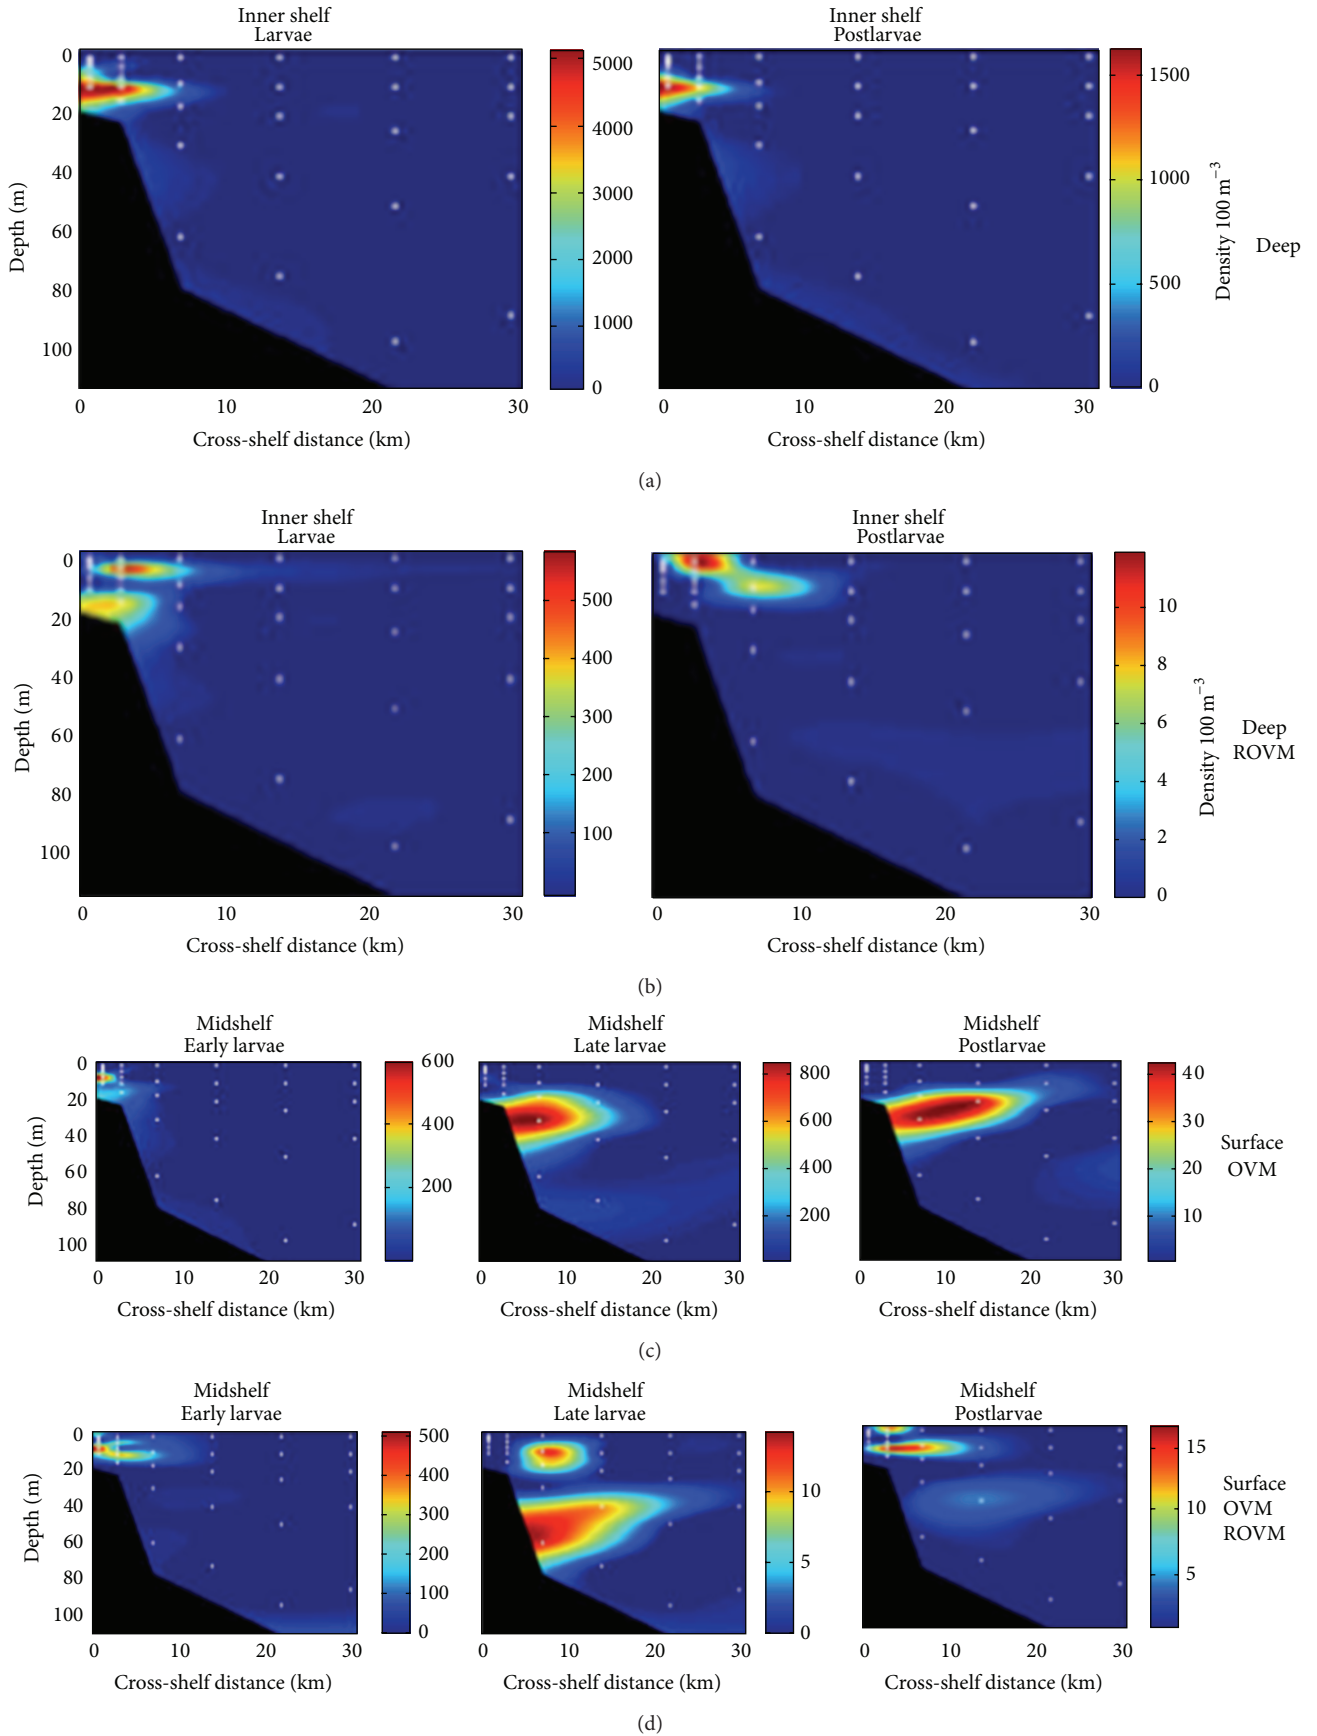 Inner shelf
Larvae
Inner shelf
Postlarvae
0
20
40
60
80
100
Depth (m)
0
10
20
30
Cross-shelf distance (km)
5000
4000
3000
2000
1000
0
0
10
20
30
Cross-shelf distance (km)
1500
1000
500
0
Density 100 m⁻³
Deep
(a)
Inner shelf
Larvae
Inner shelf
Postlarvae
0
20
40
60
80
100
Depth (m)
0
10
20
30
Cross-shelf distance (km)
500
400
300
200
100
0
10
20
30
Cross-shelf distance (km)
10
8
6
4
2
0
Density 100 m⁻³
Deep
ROVM
(b)
Midshelf
Early larvae
Midshelf
Late larvae
Midshelf
Postlarvae
0
20
40
60
80
100
Depth (m)
0
10
20
30
Cross-shelf distance (km)
600
400
200
0
10
20
30
Cross-shelf distance (km)
800
600
400
200
0
10
20
30
Cross-shelf distance (km)
40
30
20
10
Surface
OVM
(c)
Midshelf
Early larvae
Midshelf
Late larvae
Midshelf
Postlarvae
0
20
40
60
80
100
Depth (m)
0
10
20
30
Cross-shelf distance (km)
500
400
300
200
100
0
0
10
20
30
Cross-shelf distance (km)
10
5
0
0
10
20
30
Cross-shelf distance (km)
15
10
5
Surface
OVM
ROVM
(d)